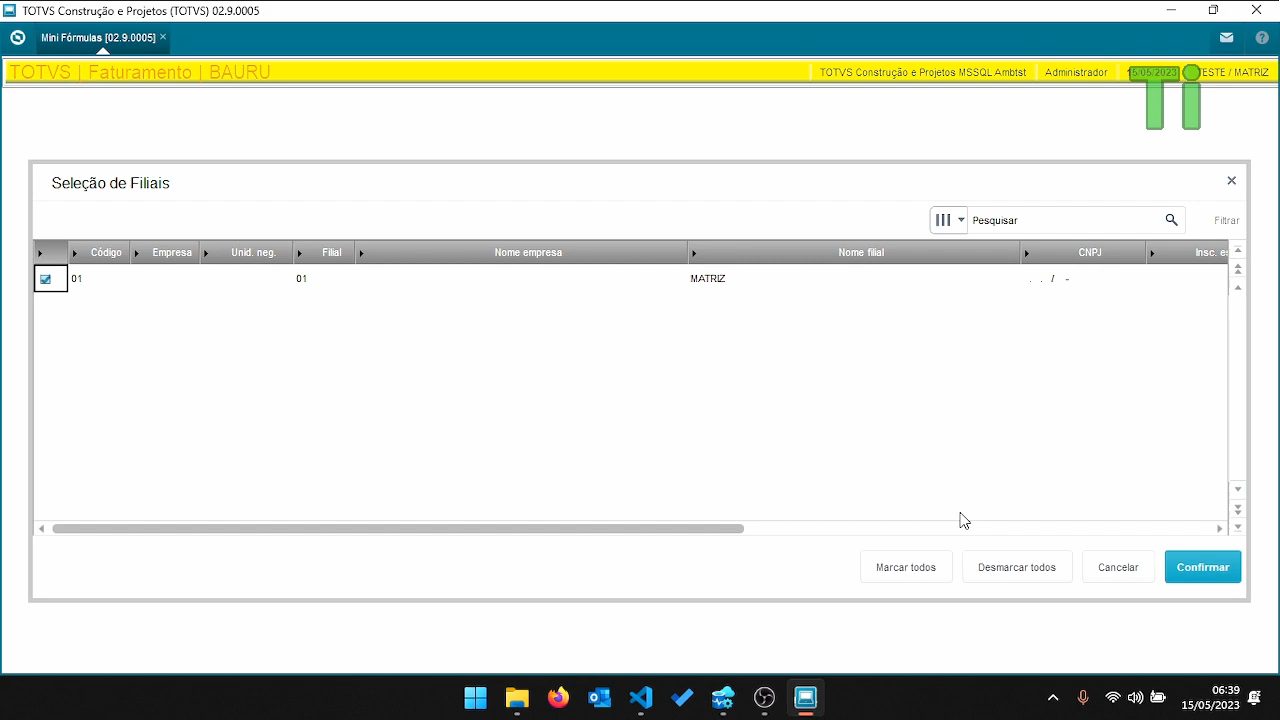 TOTVS Construção e Projetos (TOTVS) 02.9.0005
Mini Fórmulas [02.9.0005]
TOTVS | Faturamento | BAURU
TOTVS Construção e Projetos MSSQL Ambtst
Administrador
15/05/2023
TESTE / MATRIZ
Ti
Seleção de Filiais
Pesquisar
Filtrar
Código Empresa Unid. neg. Filial Nome empresa Nome filial CNPJ Insc. es
01 01 MATRIZ . . / -
Marcar todos
Desmarcar todos
Cancelar
Confirmar
06:39
15/05/2023